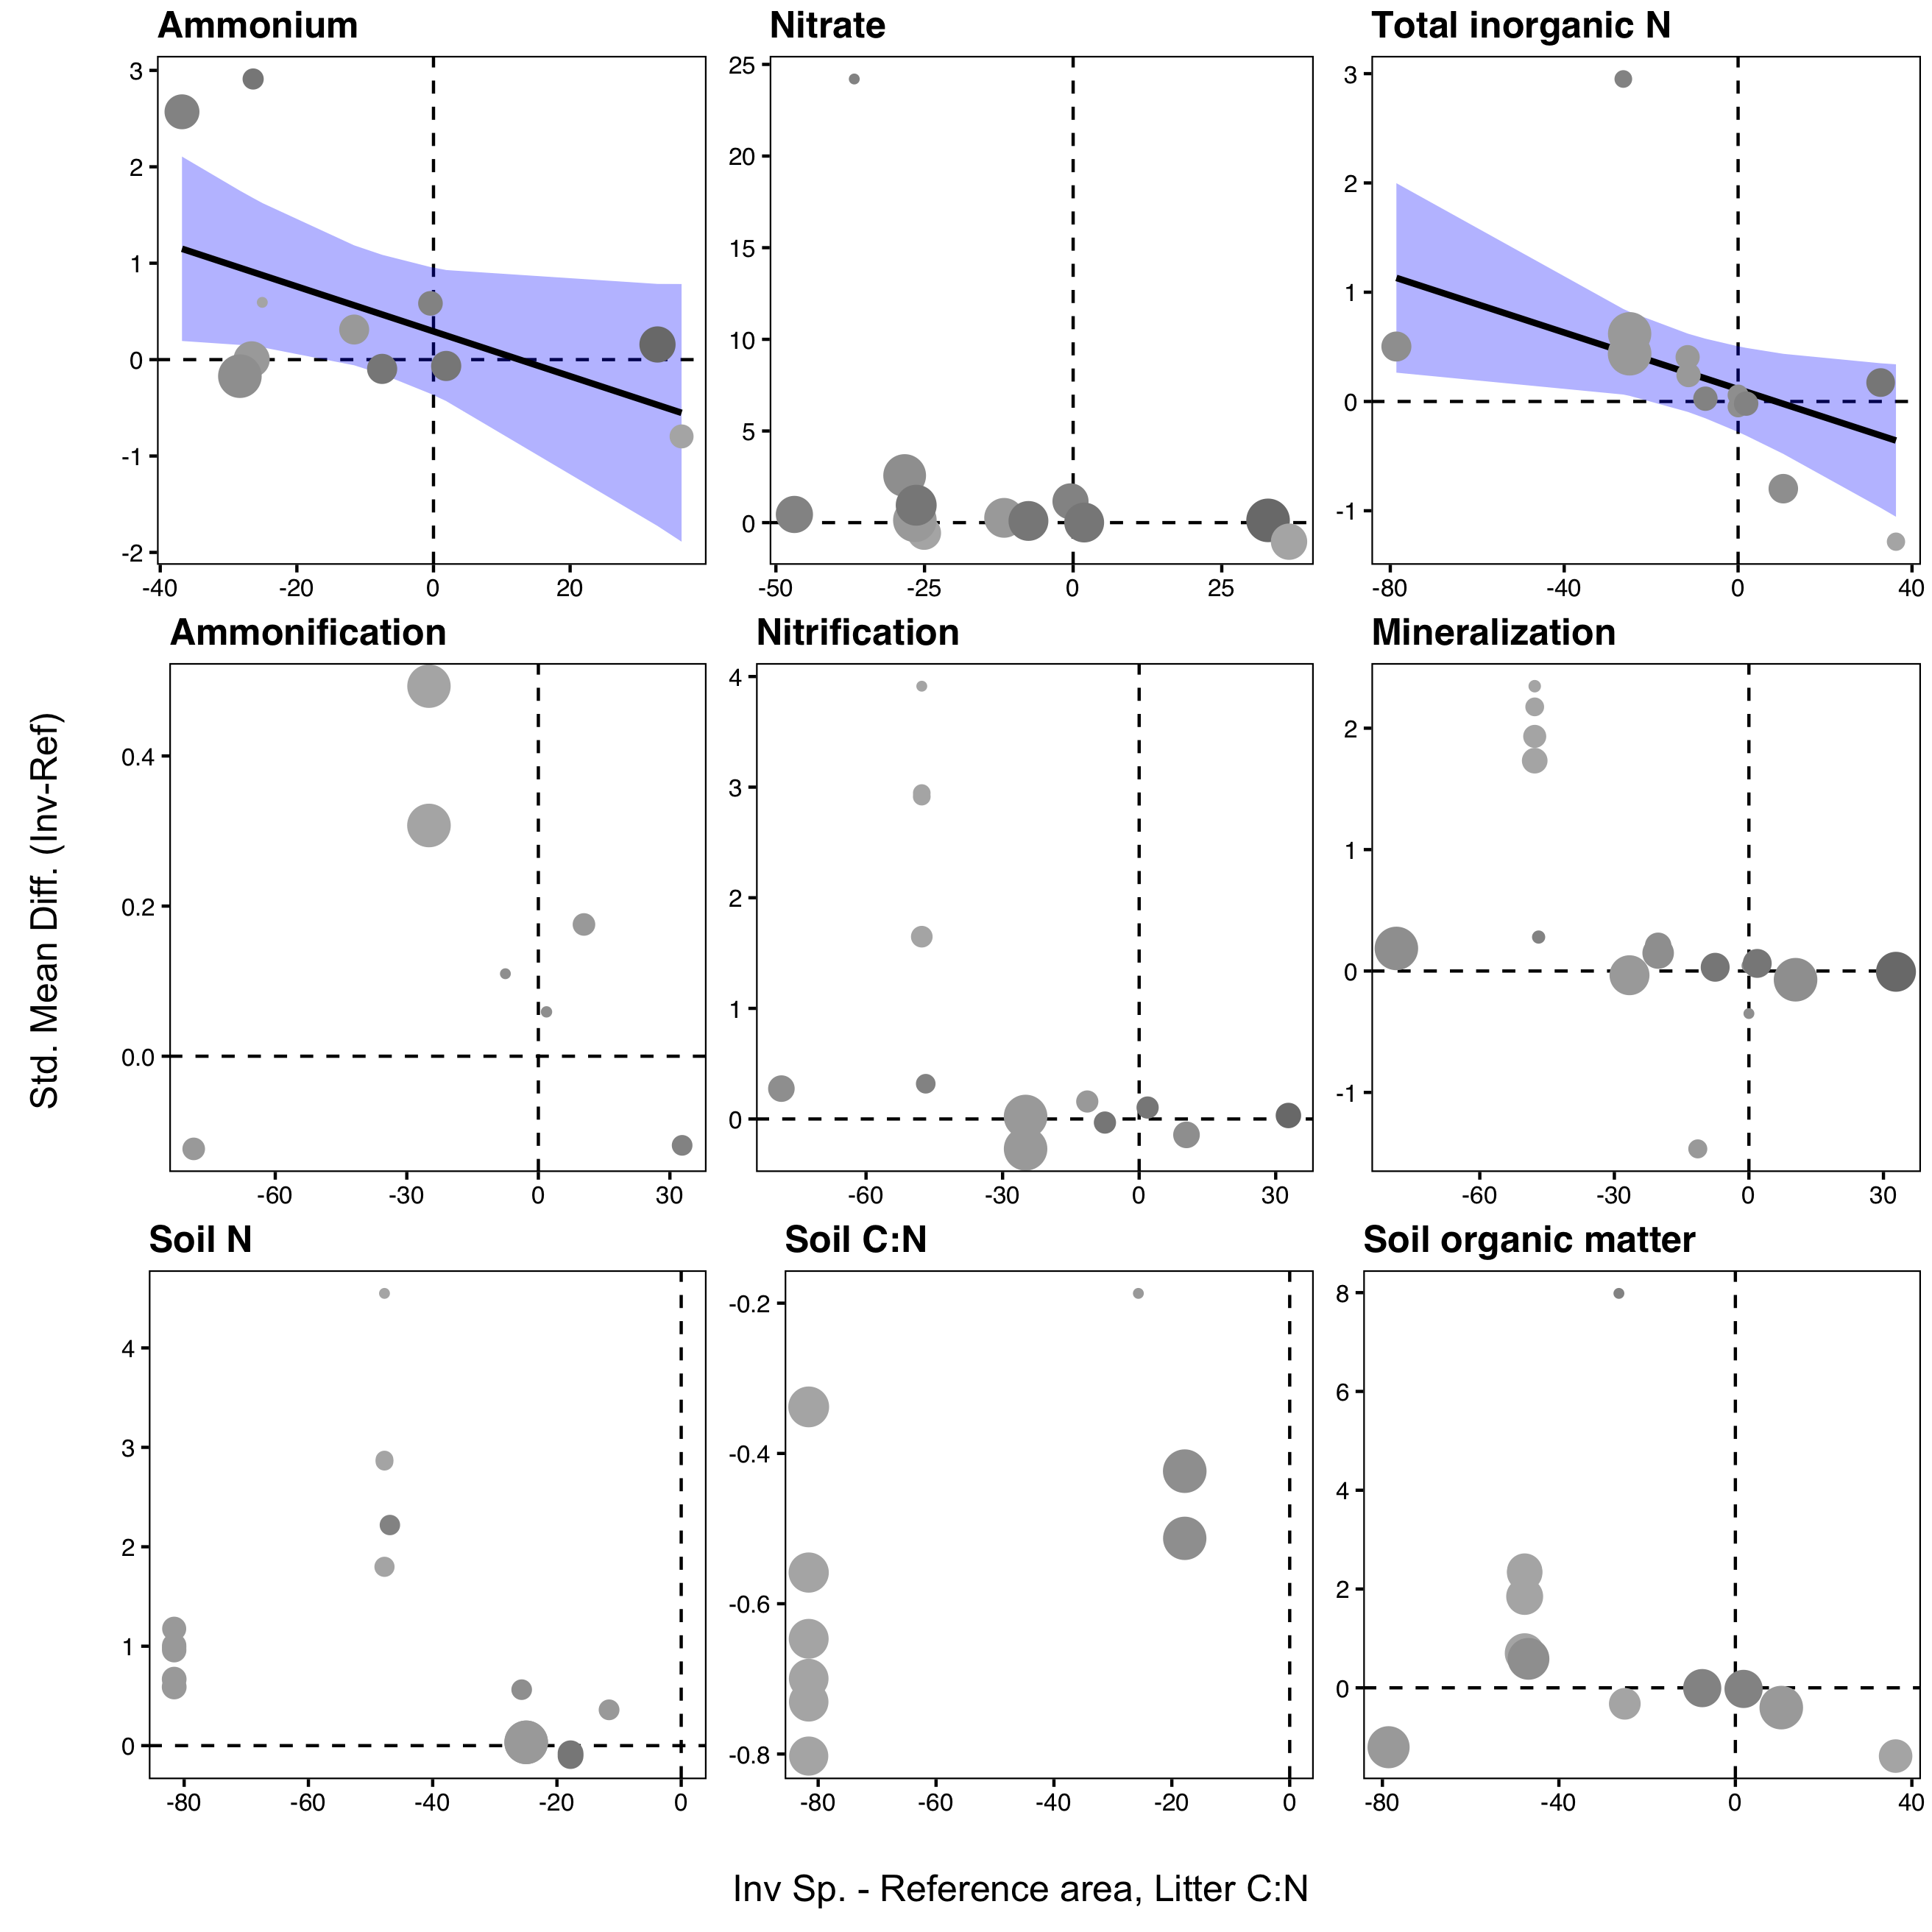 Ammonium Nitrate Total inorganic N
3 25 3
2 20 2
1 15 1
0 10 0
-1 5 -1
-2 0
-40 -20 0 20 -50 -25 0 25 -80 -40 0 40
Ammonification Nitrification Mineralization
0.4 4 2
0.2 3 1
0.0 2 0
1 -1
0
-60 -30 0 30 -60 -30 0 30 -60 -30 0 30
Std. Mean Diff. (Inv-Ref)
Soil N Soil C:N Soil organic matter
4 -0.2 8
3 -0.4 6
2 -0.6 4
1 -0.8 2
0 0
-80 -60 -40 -20 0 -80 -60 -40 -20 0 -80 -40 0 40
Inv Sp. - Reference area, Litter C:N